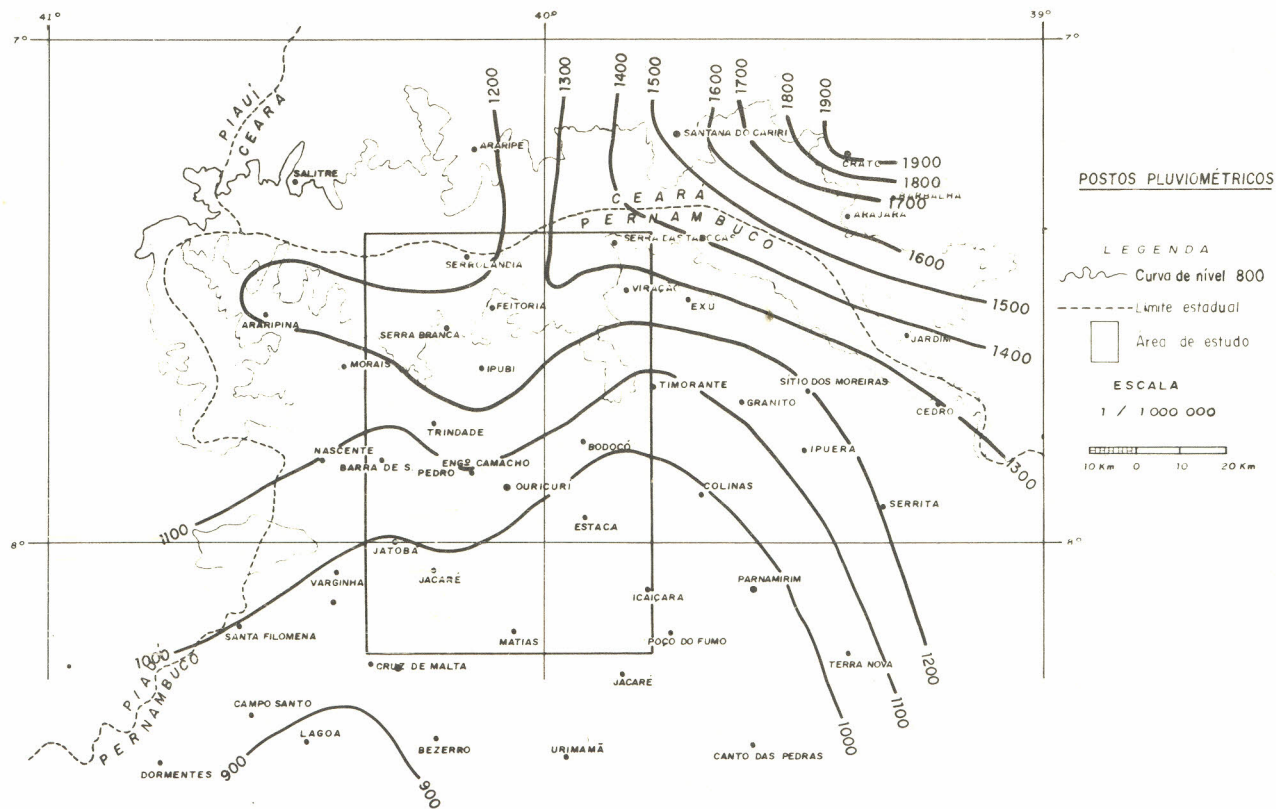 41°
40º
39°
7°
7°
PIAUÍ
CEARÁ
1200
1300
1400
1500
1600
1700
1800
1900
SANTANA DO CARIRI
ARARIPE
CRATO
1900
1800
1700
SALITRE
ARAJARA
CEARÁ
PERNAMBUCO
SERRA DAS TABOCAS
1600
SERROLÂNDIA
1500
VIRAÇÃO
EXU
FEITORIA
ARARIPINA
SERRA BRANCA
JARDIM
1400
MORAIS
IPUBI
TIMORANTE
SITIO DOS MOREIRAS
GRANITO
CEDRO
TRINDADE
NASCENTE
BODOCÓ
IPUERA
BARRA DE S. PEDRO
ENGº CAMACHO
1300
OURICURI
COLINAS
SERRITA
ESTACA
1100
8°
8°
JATOBÁ
VARGINHA
JACARÉ
PARNAMIRIM
ICAIÇARA
SANTA FILOMENA
MATIAS
POÇO DO FUMO
1000
1200
CRUZ DE MALTA
TERRA NOVA
JACARÉ
PIAUÍ
PERNAMBUCO
1100
CAMPO SANTO
1000
LAGOA
BEZERRO
URIMAMÃ
CANTO DAS PEDRAS
DORMENTES
900
900
POSTOS PLUVIOMÉTRICOS
LEGENDA
Curva de nível 800
Límite estadual
Área de estudo
ESCALA
1 / 1 000 000
10 Km 0 10 20 Km